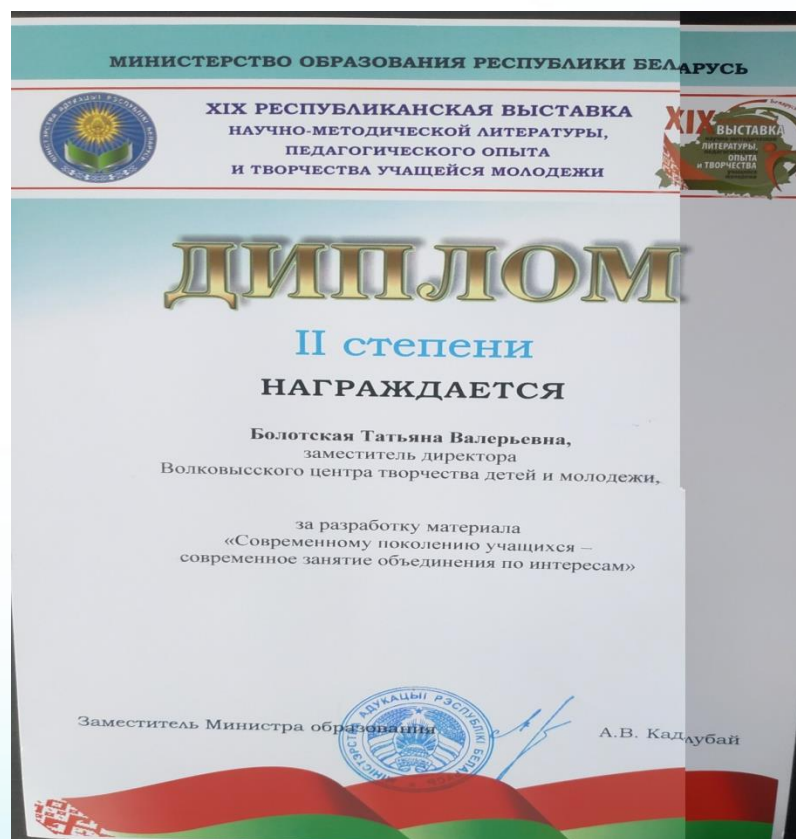 МИНИСТЕРСТВО ОБРАЗОВАНИЯ РЕСПУБЛИКИ БЕЛАРУСЬ
XIX РЕСПУБЛИКАНСКАЯ ВЫСТАВКА
НАУЧНО-МЕТОДИЧЕСКОЙ ЛИТЕРАТУРЫ,
ПЕДАГОГИЧЕСКОГО ОПЫТА
И ТВОРЧЕСТВА УЧАЩЕЙСЯ МОЛОДЕЖИ
XIX ВЫСТАВКА
ЛИТЕРАТУРЫ,
ОПЫТА
и ТВОРЧЕСТВА
ДИПЛОМ
II степени
НАГРАЖДАЕТСЯ
Болотская Татьяна Валерьевна,
заместитель директора
Волковысского центра творчества детей и молодежи,
за разработку материала
«Современному поколению учащихся –
современное занятие объединения по интересам»
Заместитель Министра образования
А.В. Кадлубай